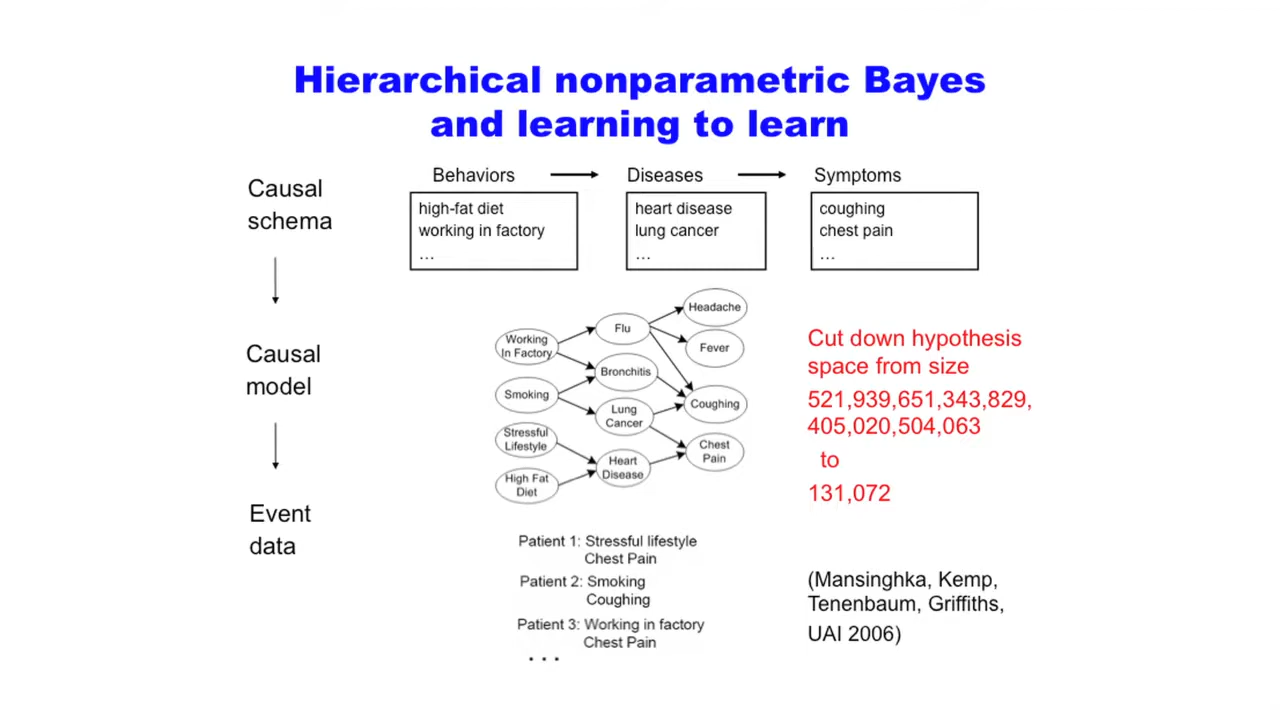 Hierarchical nonparametric Bayes
and learning to learn
Causal
schema
Behaviors
Diseases
Symptoms
high-fat diet
working in factory
…
heart disease
lung cancer
…
coughing
chest pain
…
Causal
model
Working
In Factory
Smoking
Stressful
Lifestyle
High Fat
Diet
Flu
Bronchitis
Lung
Cancer
Heart
Disease
Headache
Fever
Coughing
Chest
Pain
Cut down hypothesis
space from size
521,939,651,343,829,
405,020,504,063
to
131,072
Event
data
Patient 1: Stressful lifestyle
Chest Pain
Patient 2: Smoking
Coughing
Patient 3: Working in factory
Chest Pain
. . .
(Mansinghka, Kemp,
Tenenbaum, Griffiths,
UAI 2006)